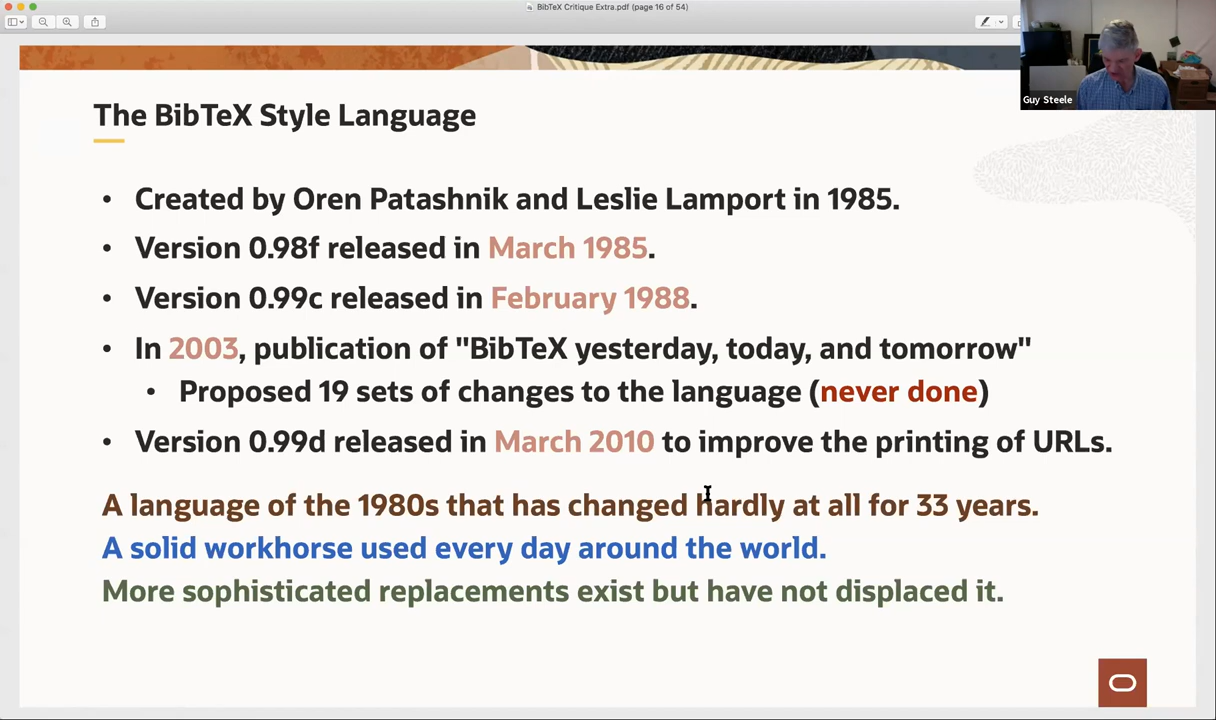 BibTeX Critique Extra.pdf (page 16 of 54)
Guy Steele
The BibTeX Style Language
• Created by Oren Patashnik and Leslie Lamport in 1985.
• Version 0.98f released in March 1985.
• Version 0.99c released in February 1988.
• In 2003, publication of "BibTeX yesterday, today, and tomorrow"
• Proposed 19 sets of changes to the language (never done)
• Version 0.99d released in March 2010 to improve the printing of URLs.
A language of the 1980s that has changed hardly at all for 33 years.
A solid workhorse used every day around the world.
More sophisticated replacements exist but have not displaced it.